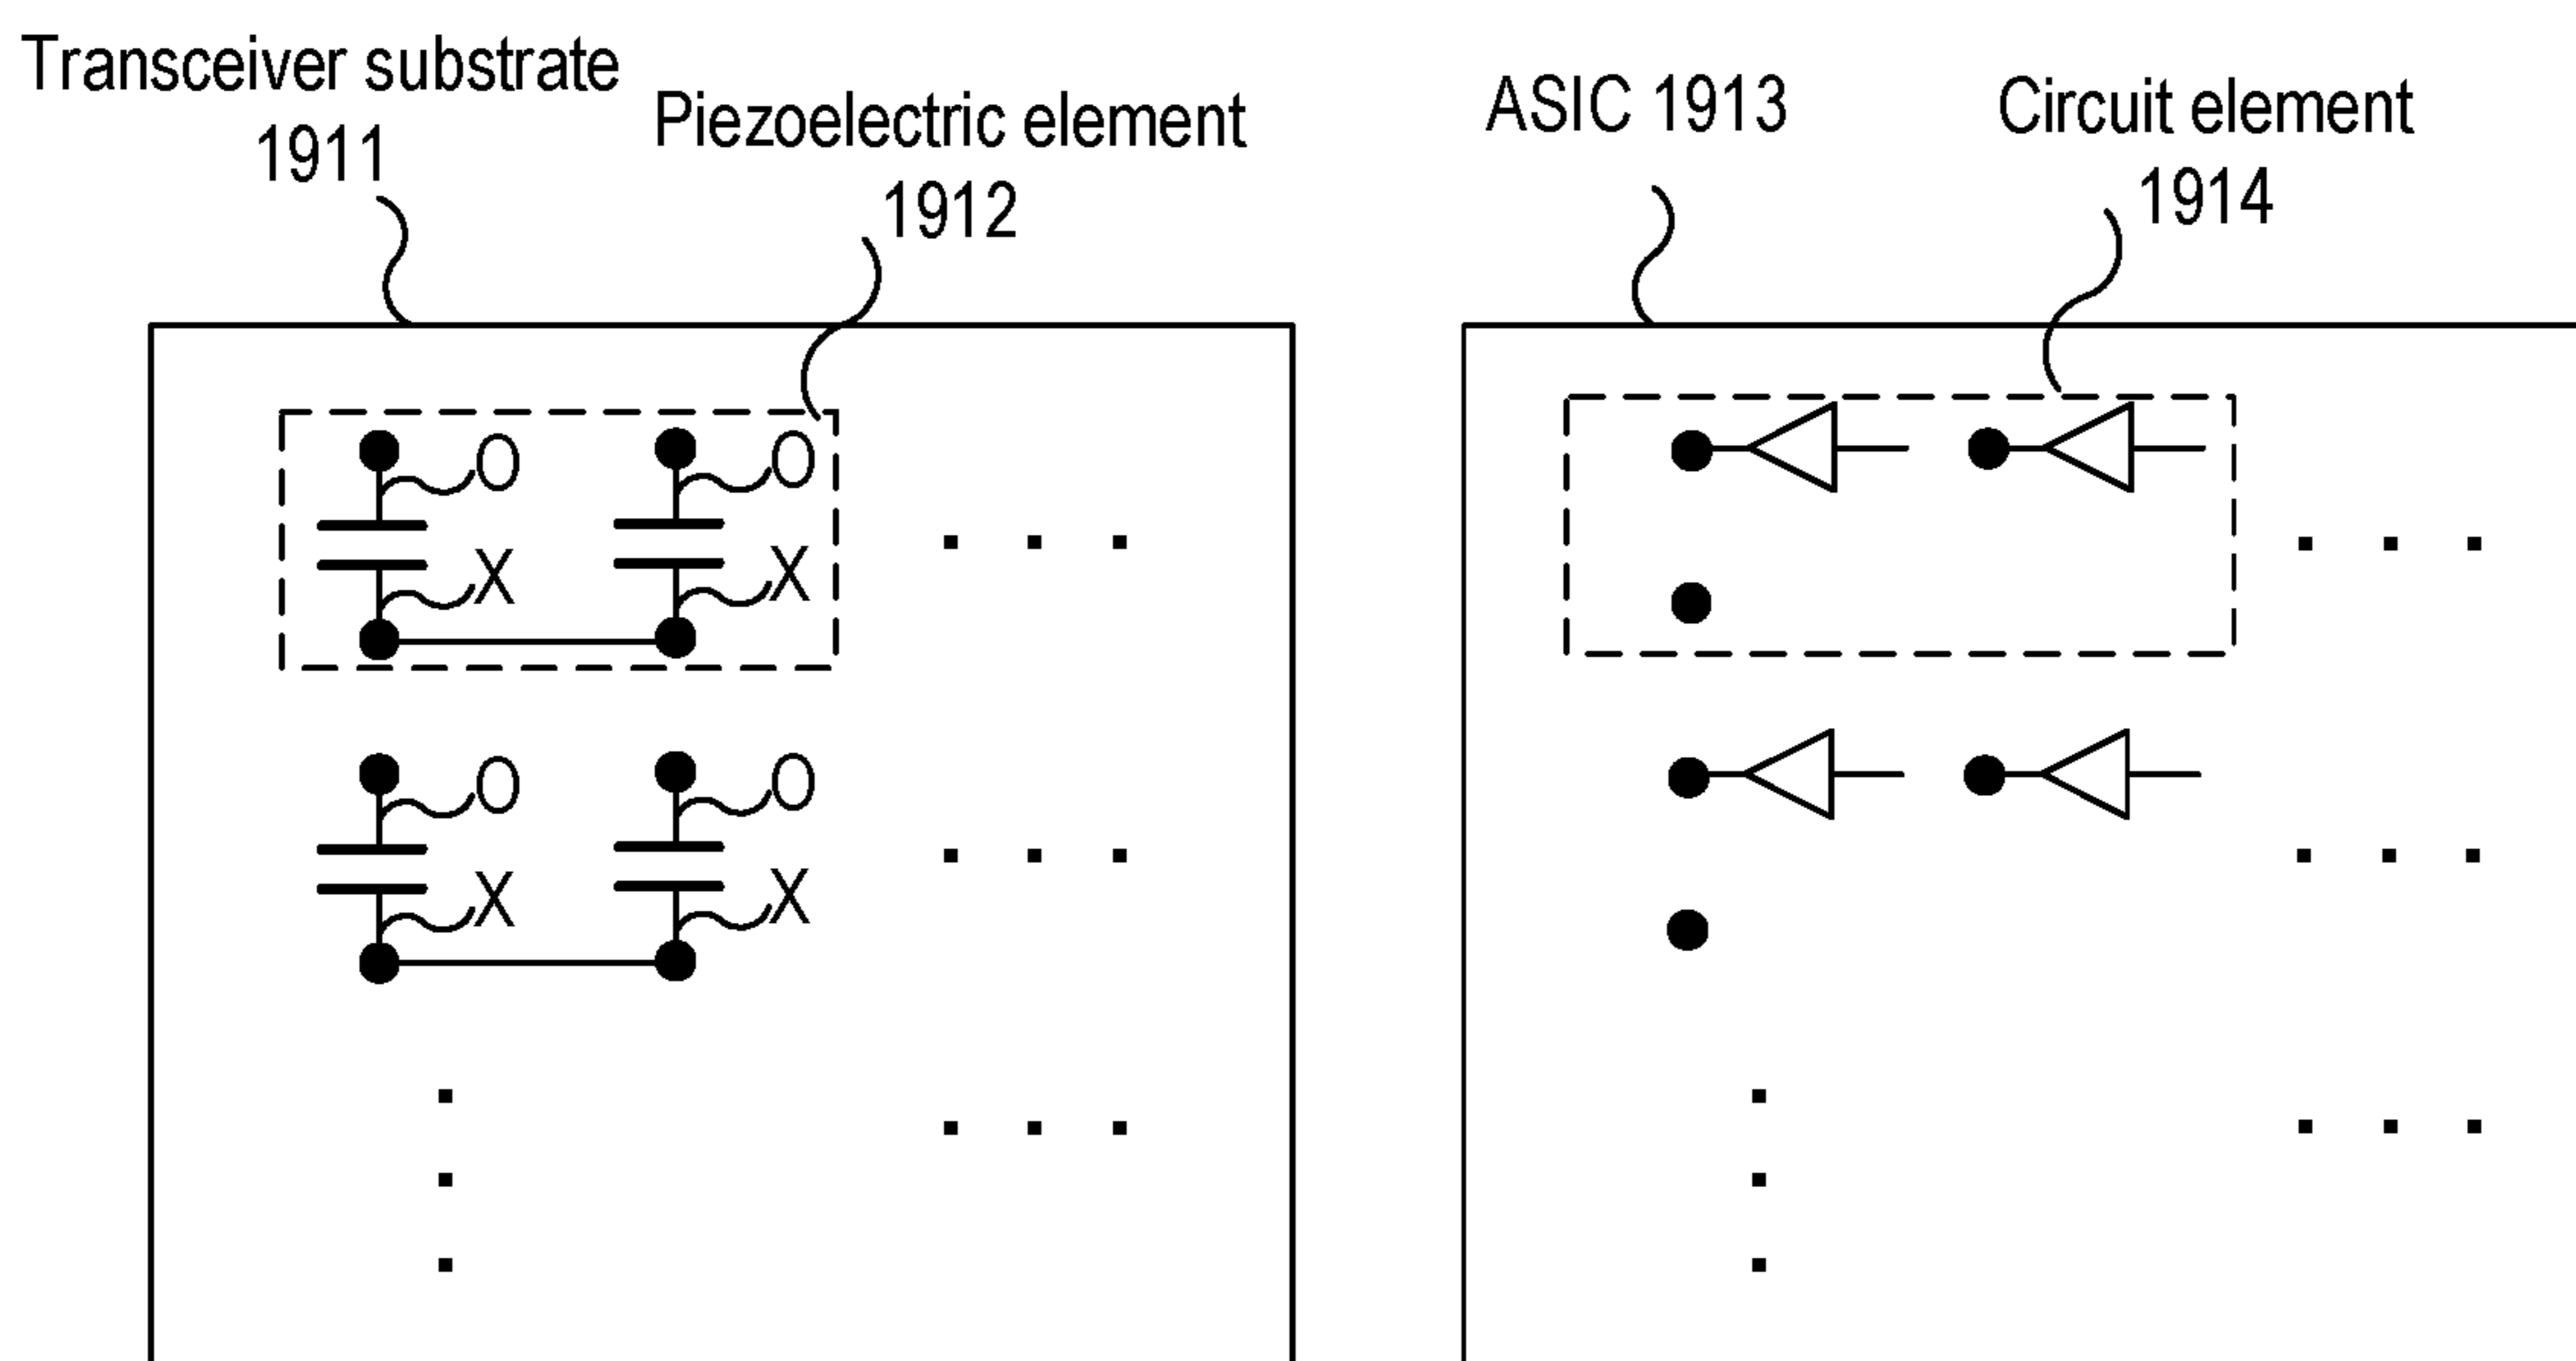 Transceiver substrate
1911
Piezoelectric element
1912
ASIC 1913
Circuit element
1914
O
O
X
X
O
O
X
X